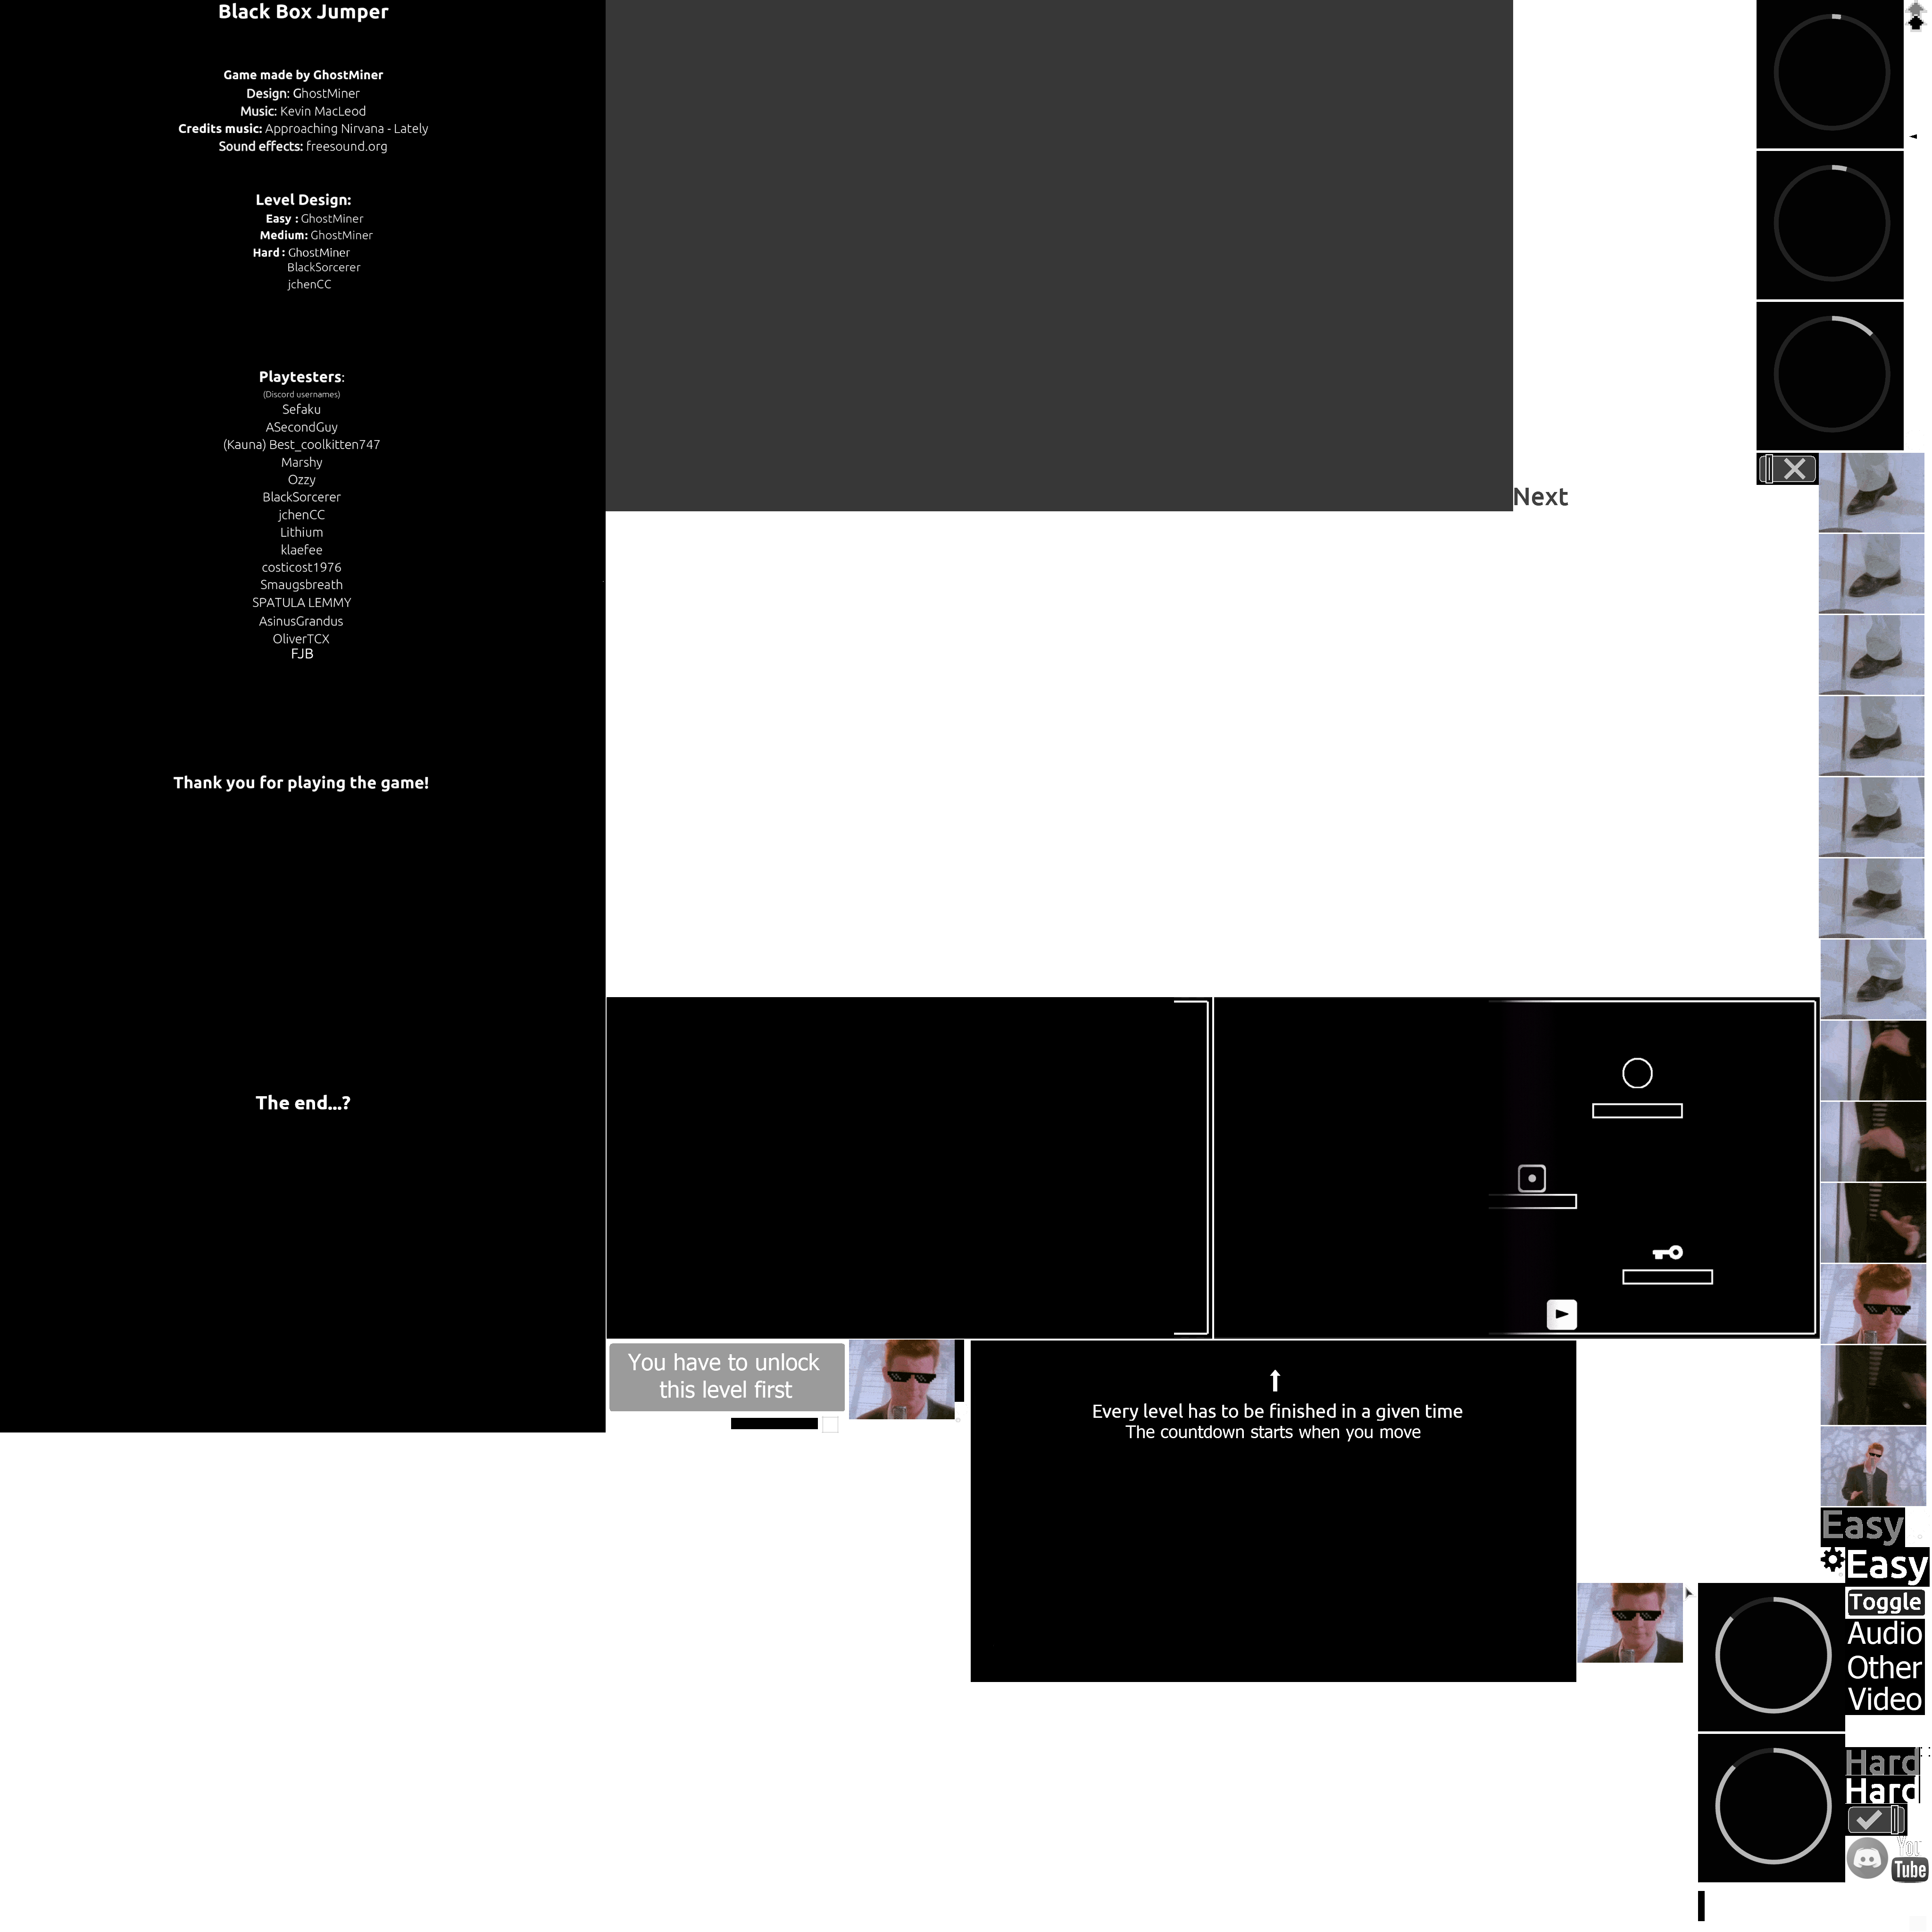 Black Box Jumper
Game made by GhostMiner
Design: GhostMiner
Music: Kevin MacLeod
Credits music: Approaching Nirvana - Lately
Sound effects: freesound.org
Level Design:
Easy : GhostMiner
Medium: GhostMiner
Hard : GhostMiner
BlackSorcerer
jchenCC
Playtesters:
(Discord usernames)
Sefaku
ASecondGuy
(Kauna) Best_coolkitten747
Marshy
Ozzy
BlackSorcerer
jchenCC
Lithium
klaefee
costicost1976
Smaugsbreath
SPATULA LEMMY
AsinusGrandus
OliverTCX
FJB
Thank you for playing the game!
The end...?
Next
You have to unlock
this level first
Every level has to be finished in a given time
The countdown starts when you move
Easy
Easy
Toggle
Audio
Other
Video
Hard
Hard
You
Tube